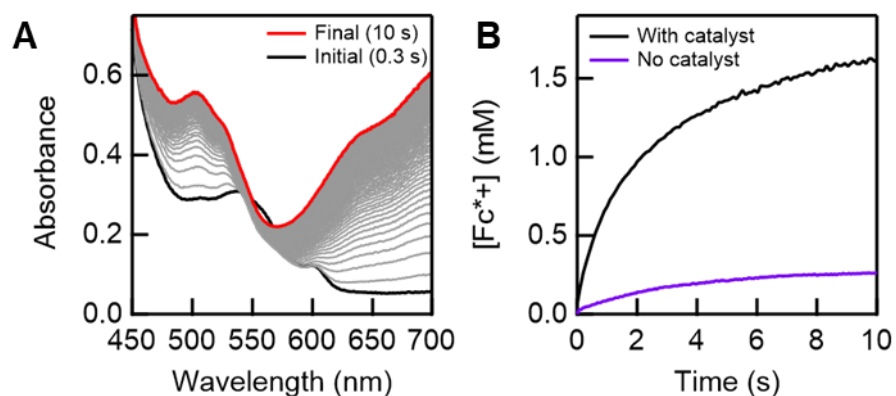 A
Final (10 s)
Initial (0.3 s)
0.6
0.4
0.2
0.0
Absorbance
450 500 550 600 650 700
Wavelength (nm)
B
With catalyst
No catalyst
1.5
1.0
0.5
0.0
[Fc*+] (mM)
0 2 4 6 8 10
Time (s)